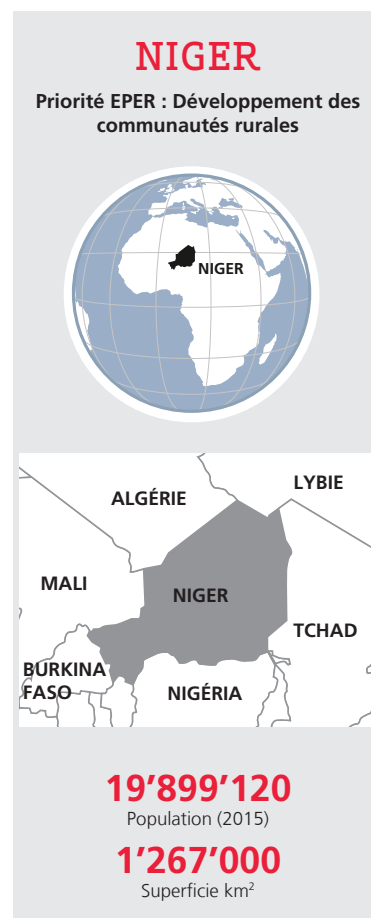 NIGER
Priorité EPER : Développement des
communautés rurales
NIGER
LYBIE
ALGÉRIE
MALI
NIGER
TCHAD
BURKINA
FASO
NIGÉRIA
19’899’120
Population (2015)
1’267’000
Superficie km²